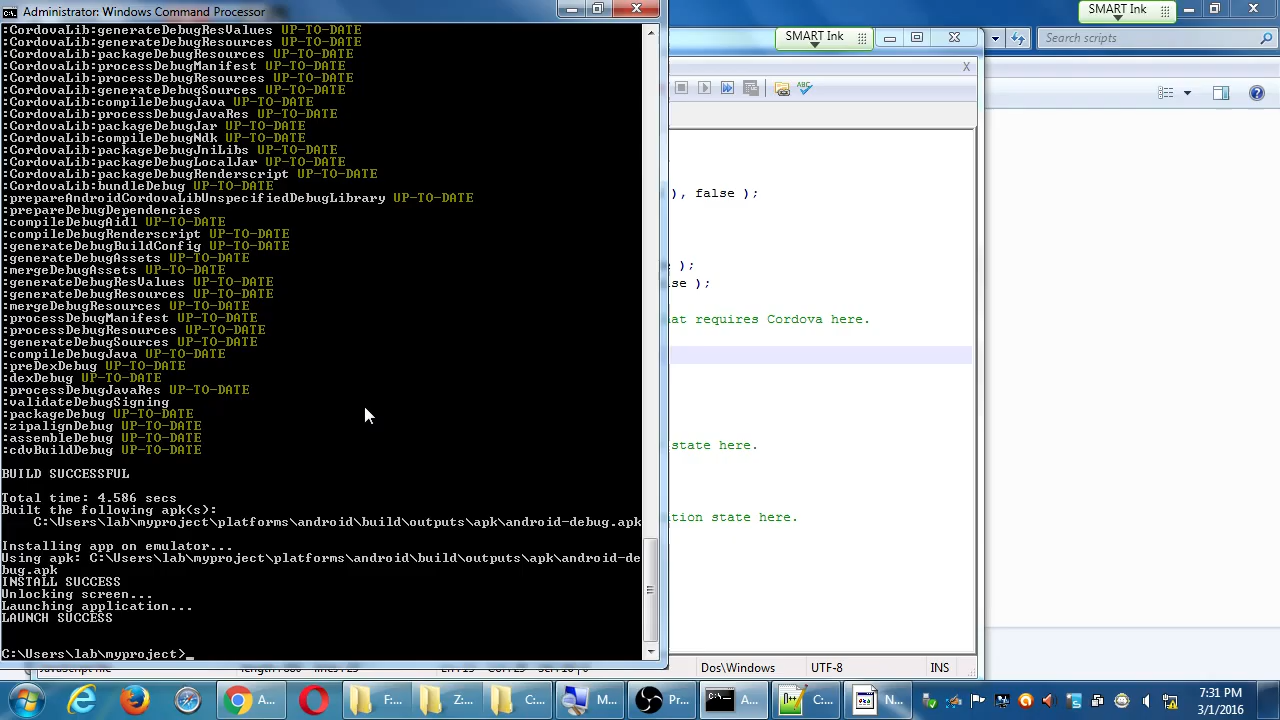 Administrator: Windows Command Processor
SMART Ink
SMART Ink
Search scripts
:CordovaLib:generateDebugResValues UP-TO-DATE
:CordovaLib:generateDebugResources UP-TO-DATE
:CordovaLib:packageDebugResources UP-TO-DATE
:CordovaLib:processDebugManifest UP-TO-DATE
:CordovaLib:processDebugResources UP-TO-DATE
:CordovaLib:generateDebugSources UP-TO-DATE
:CordovaLib:compileDebugJava UP-TO-DATE
:CordovaLib:processDebugJavaRes UP-TO-DATE
:CordovaLib:packageDebugJar UP-TO-DATE
:CordovaLib:compileDebugNdk UP-TO-DATE
:CordovaLib:packageDebugJniLibs UP-TO-DATE
:CordovaLib:packageDebugLocalJar UP-TO-DATE
:CordovaLib:packageDebugRenderscript UP-TO-DATE
:CordovaLib:bundleDebug UP-TO-DATE
), false );
:prepareAndroidCordovaLibUnspecifiedDebugLibrary UP-TO-DATE
:prepareDebugDependencies
:compileDebugAidl UP-TO-DATE
:compileDebugRenderscript UP-TO-DATE
:generateDebugBuildConfig UP-TO-DATE
:generateDebugAssets UP-TO-DATE
e );
:mergeDebugAssets UP-TO-DATE
:generateDebugResValues UP-TO-DATE
lse );
:generateDebugResources UP-TO-DATE
:mergeDebugResources UP-TO-DATE
:processDebugManifest UP-TO-DATE
hat requires Cordova here.
:processDebugResources UP-TO-DATE
:generateDebugSources UP-TO-DATE
:compileDebugJava UP-TO-DATE
:preDexDebug UP-TO-DATE
:dexDebug UP-TO-DATE
:processDebugJavaRes UP-TO-DATE
:validateDebugSigning
:packageDebug UP-TO-DATE
:zipalignDebug UP-TO-DATE
:assembleDebug UP-TO-DATE
state here.
:cdvBuildDebug UP-TO-DATE
BUILD SUCCESSFUL
Total time: 4.586 secs
Built the following apk(s):
tion state here.
C:\Users\lab\myproject\platforms\android\build\outputs\apk\android-debug.apk
Installing app on emulator...
Using apk: C:\Users\lab\myproject\platforms\android\build\outputs\apk\android-de
bug.apk
INSTALL SUCCESS
Unlocking screen...
Launching application...
LAUNCH SUCCESS
C:\Users\lab\myproject>_
Dos\Windows UTF-8 INS
A... F:... Z:... C:... M... Pr... A... C:... N...
7:31 PM
3/1/2016